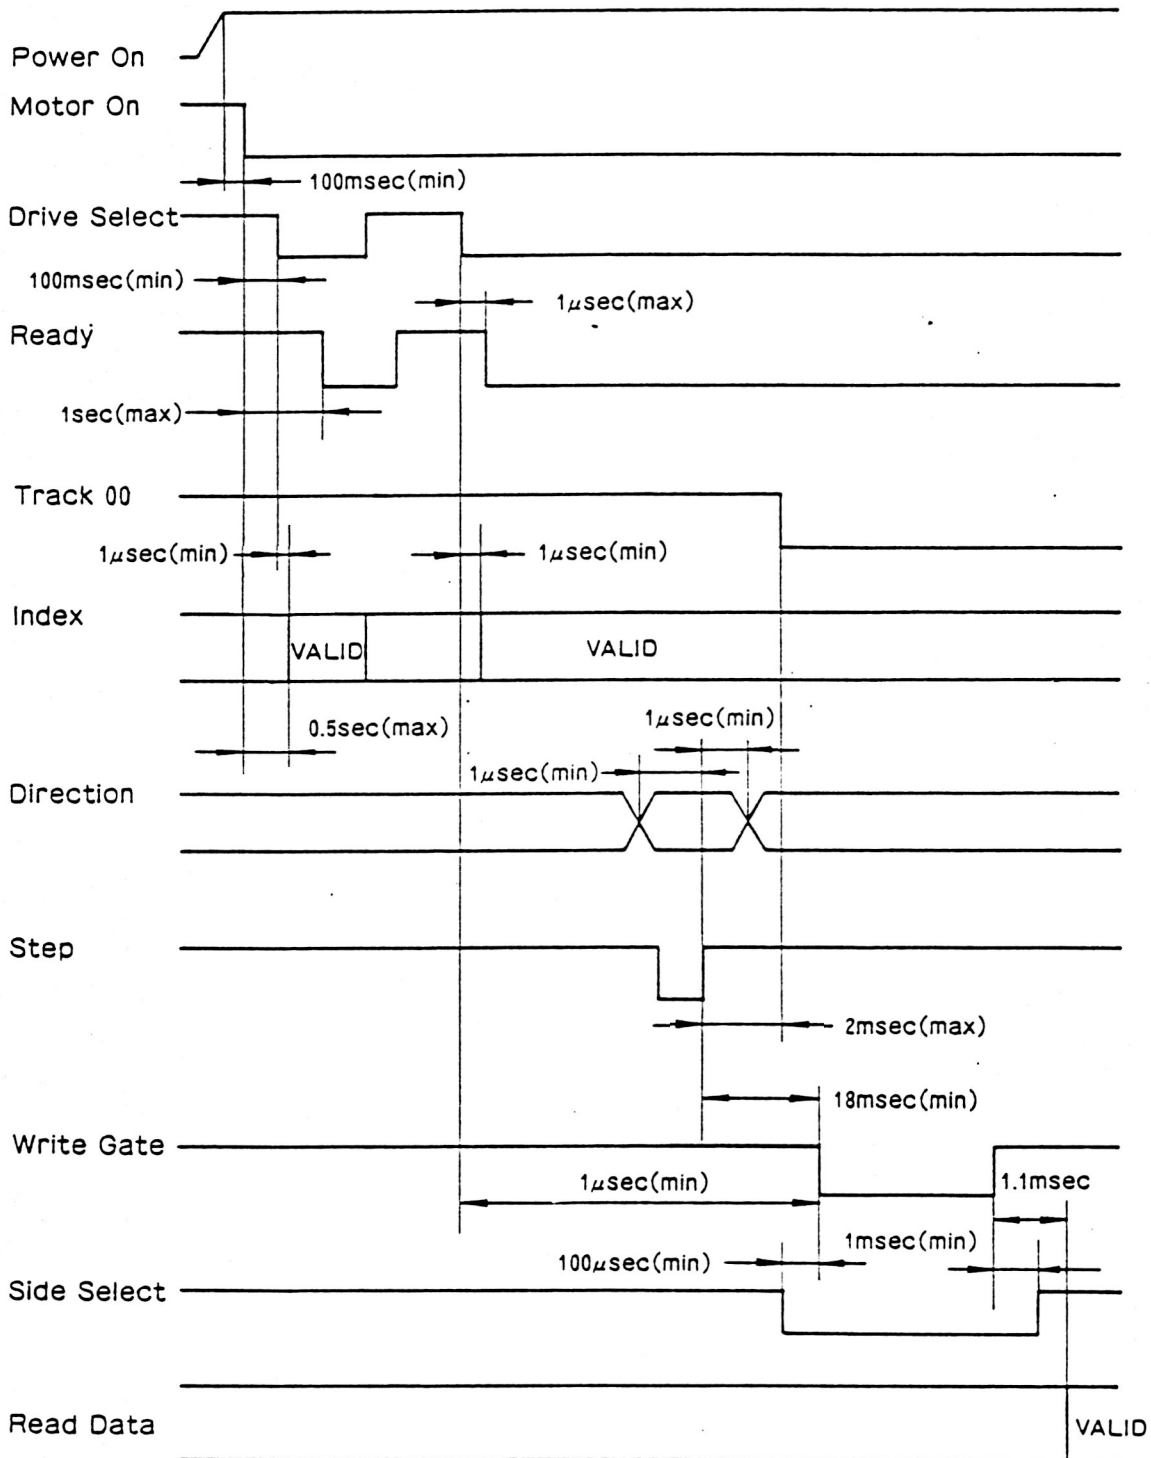 Power On
Motor On
100msec(min)
Drive Select
100msec(min)
1μsec(max)
Ready
1sec(max)
Track 00
1μsec(min)
1μsec(min)
Index
VALID
VALID
1μsec(min)
0.5sec(max)
1μsec(min)
Direction
Step
2msec(max)
18msec(min)
Write Gate
1μsec(min)
1.1msec
1msec(min)
100μsec(min)
Side Select
Read Data
VALID